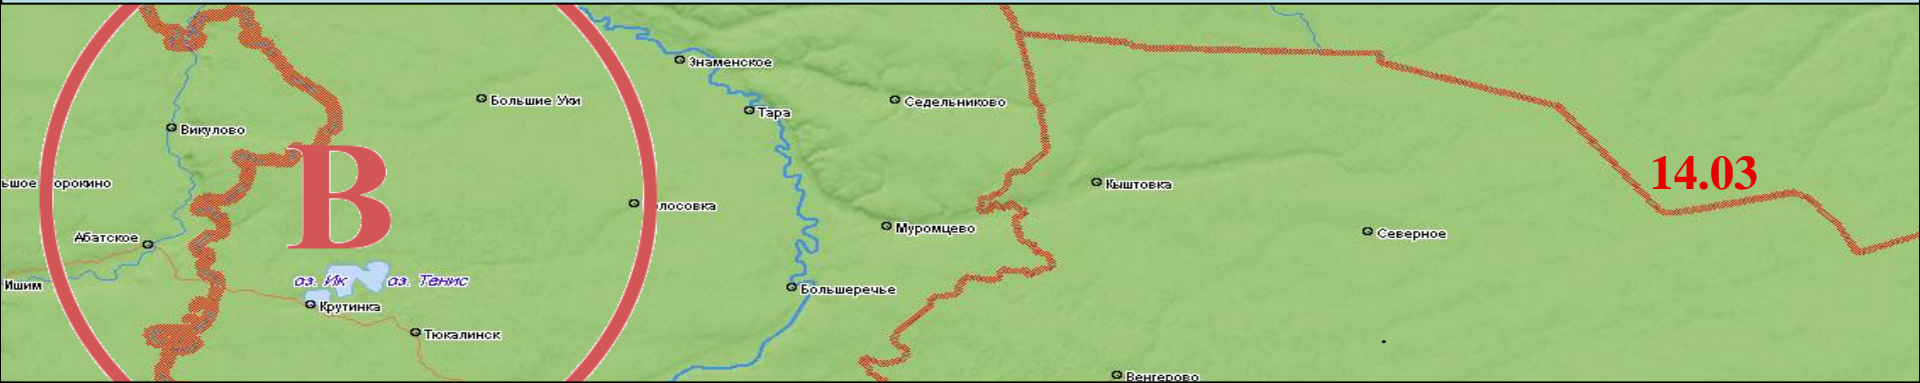 Знаменское
Большие Уки
Седельниково
Тара
Викулово
В
14.03
ьшое
орокино
Кыштовка
лосовка
Муромцево
Северное
Абатское
оз. Ик
оз. Тенис
Ишим
Большеречье
Крутинка
Тюкалинск
Венгерово